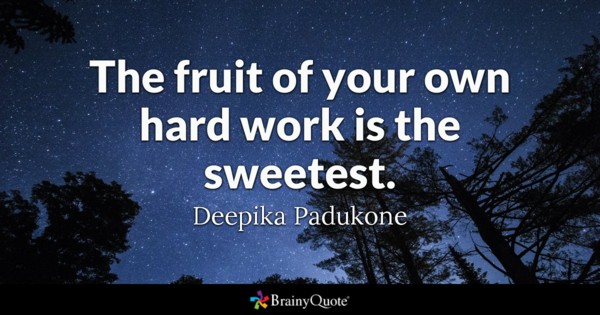 The fruit of your own
hard work is the
sweetest.
Deepika Padukone
BrainyQuote®